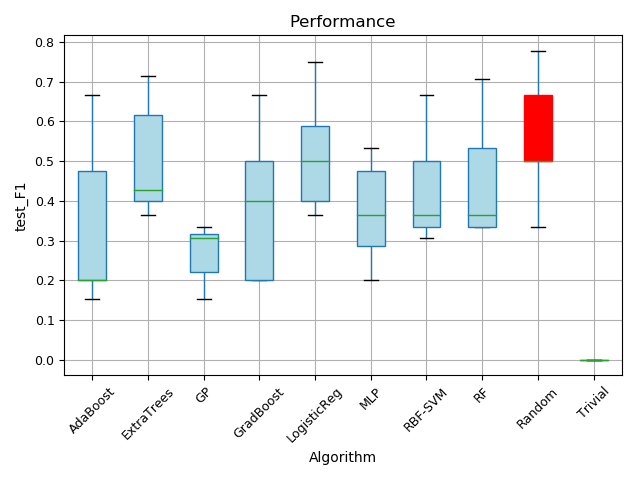 Performance
test_F1
0.8
0.7
0.6
0.5
0.4
0.3
0.2
0.1
0.0
AdaBoost
ExtraTrees
GP
GradBoost
LogisticReg
MLP
RBF-SVM
RF
Random
Trivial
Algorithm